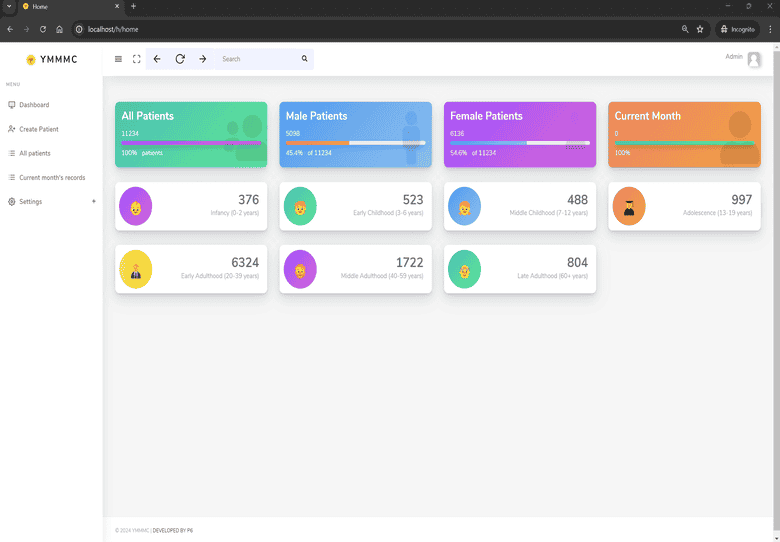 Home
localhost/h/home
Incognito
YMMMC
Search
Admin
MENU
Dashboard
Create Patient
All patients
Current month's records
Settings
+
All Patients
11234
100% patients
Male Patients
5098
45.4% of 11234
Female Patients
6136
54.6% of 11234
Current Month
0
100%
376
Infancy (0-2 years)
523
Early Childhood (3-6 years)
488
Middle Childhood (7-12 years)
997
Adolescence (13-19 years)
6324
Early Adulthood (20-39 years)
1722
Middle Adulthood (40-59 years)
804
Late Adulthood (60+ years)
© 2024 YMMMC | DEVELOPED BY P6